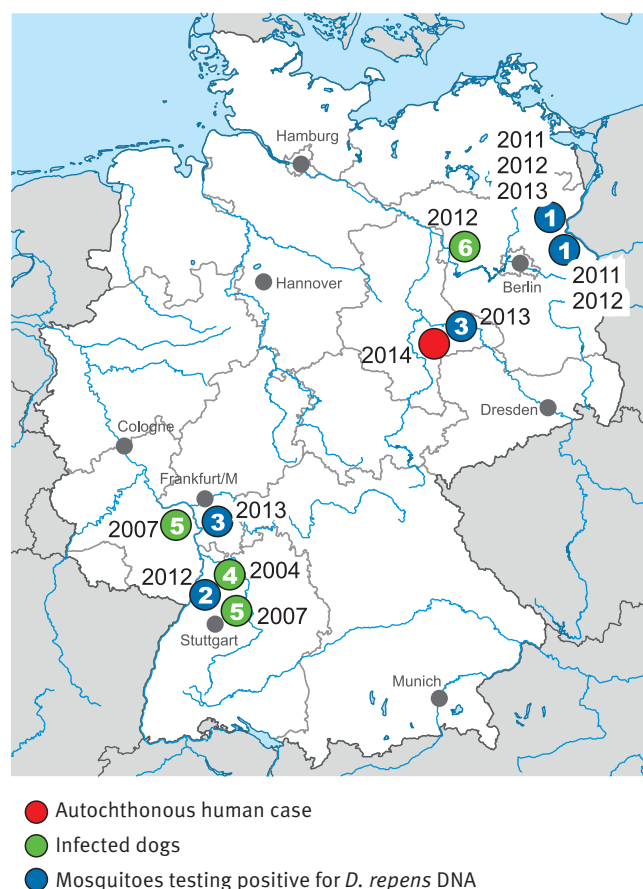 Hamburg
2011
2012
2013
1
2012
6
1
Berlin
2011
2012
Hannover
3
2013
2014
Dresden
Cologne
Frankfurt/M
2007
5
3
2013
2012
4
2004
2
5
2007
Stuttgart
Munich
Autochthonous human case
Infected dogs
Mosquitoes testing positive for D. repens DNA